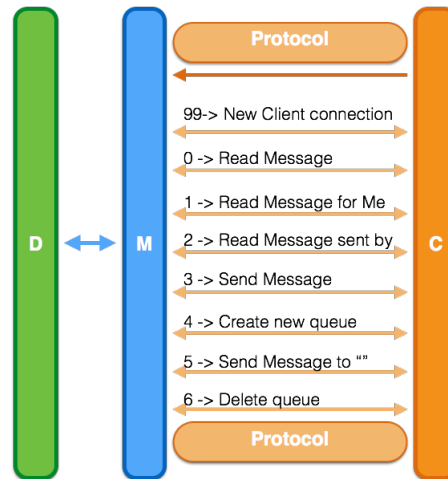 Protocol
99-> New Client connection
0 -> Read Message
1 -> Read Message for Me
D
M
2 -> Read Message sent by
C
3 -> Send Message
4 -> Create new queue
5 -> Send Message to “”
6 -> Delete queue
Protocol